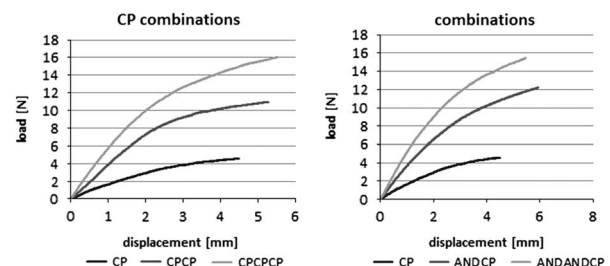 CP combinations
load [N]
18
16
14
12
10
8
6
4
2
0
0 1 2 3 4 5 6
displacement [mm]
CP CPCP CPCPCP
combinations
load [N]
18
16
14
12
10
8
6
4
2
0
0 2 4 6 8
displacement [mm]
CP ANDCP ANDANDCP